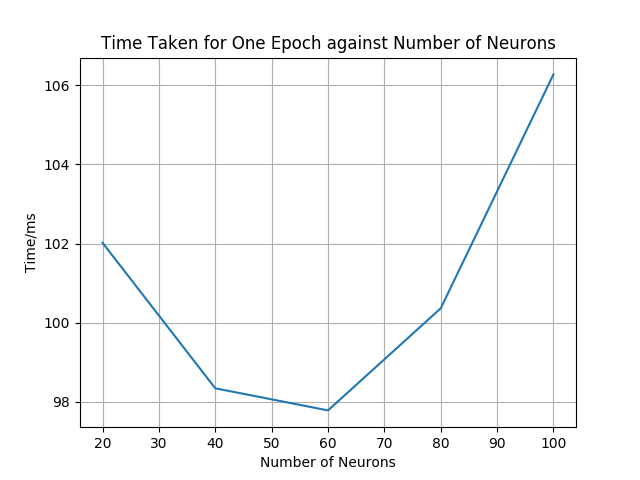 Time Taken for One Epoch against Number of Neurons
106
104
102
100
98
Time/ms
20 30 40 50 60 70 80 90 100
Number of Neurons